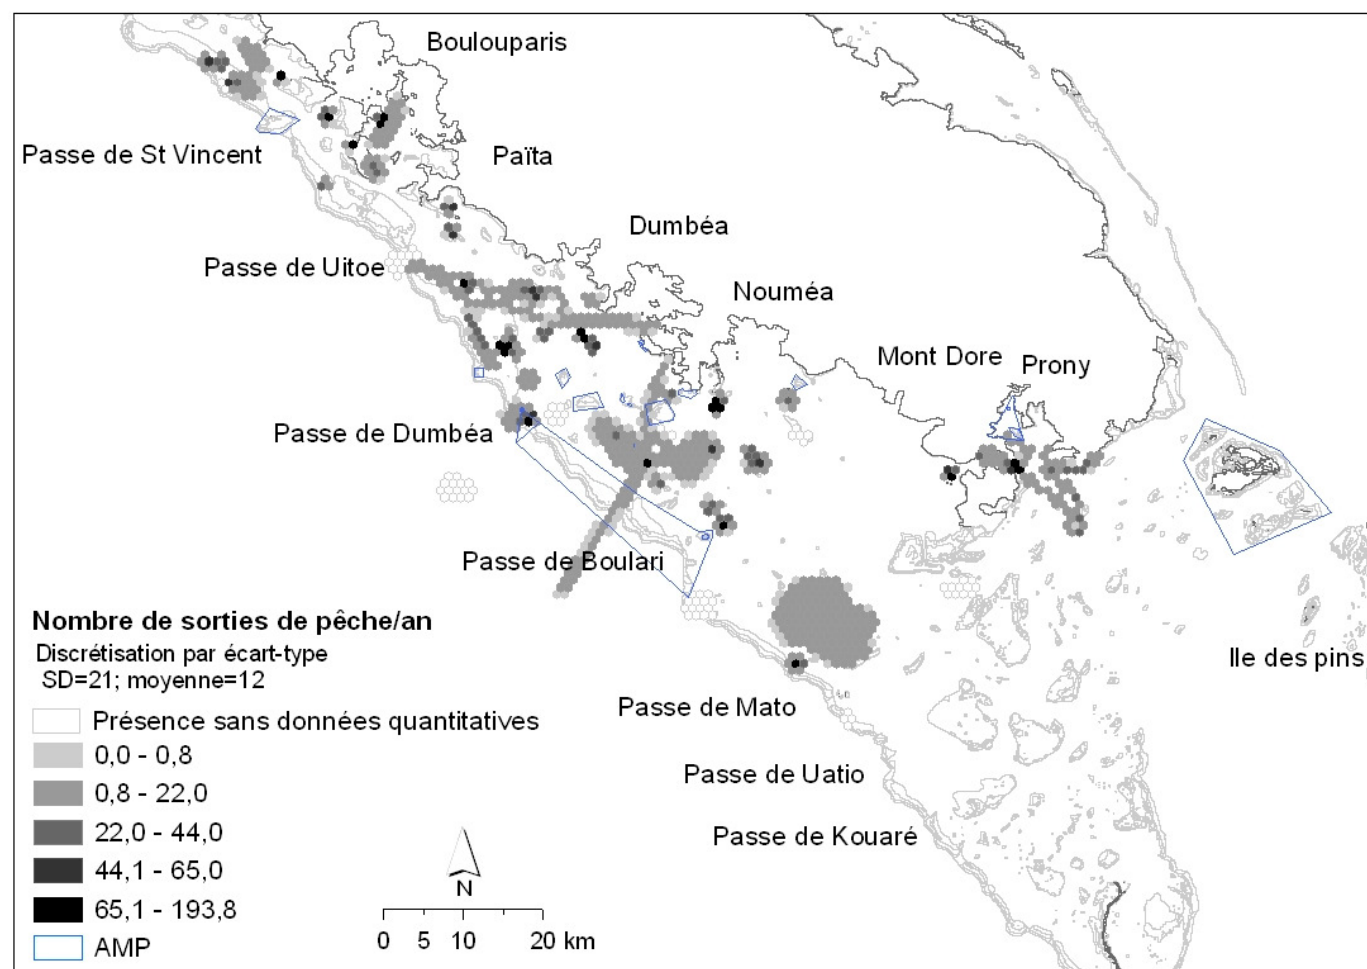 Boulouparis
Passe de St Vincent
Païta
Dumbéa
Passe de Uitoe
Nouméa
Mont Dore
Prony
Passe de Dumbéa
Passe de Boulari
Nombre de sorties de pêche/an
Discrétisation par écart-type
SD=21; moyenne=12
Ile des pins
Passe de Mato
Présence sans données quantitatives
0,0 - 0,8
Passe de Uatio
0,8 - 22,0
22,0 - 44,0
Passe de Kouaré
44,1 - 65,0
65,1 - 193,8
AMP
N
0 5 10 20 km